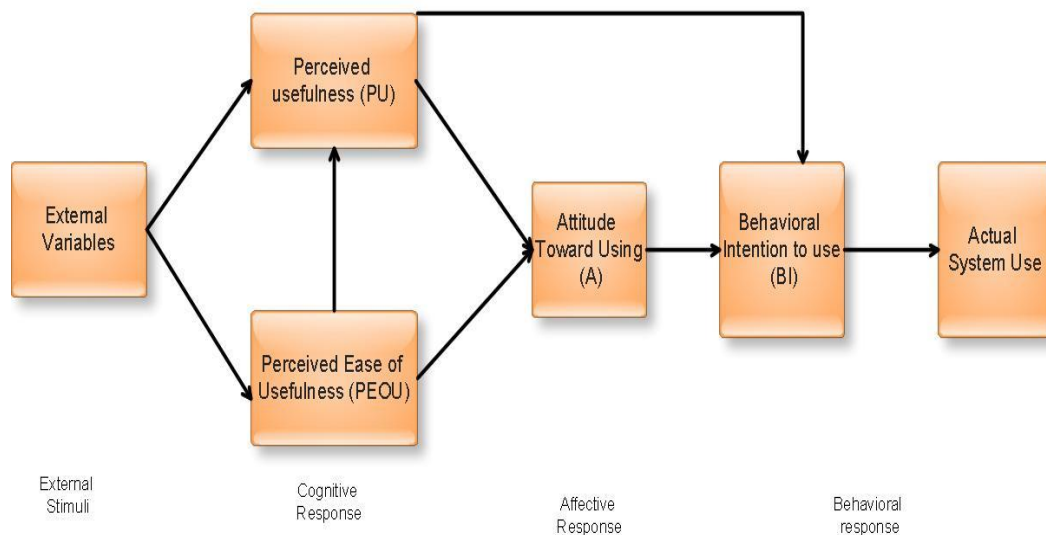 Perceived
usefulness (PU)
External
Variables
Attitude
Toward Using
(A)
Behavioral
Intention to use
(BI)
Actual
System Use
Perceived Ease of
Usefulness (PEOU)
External
Stimuli
Cognitive
Response
Affective
Response
Behavioral
response